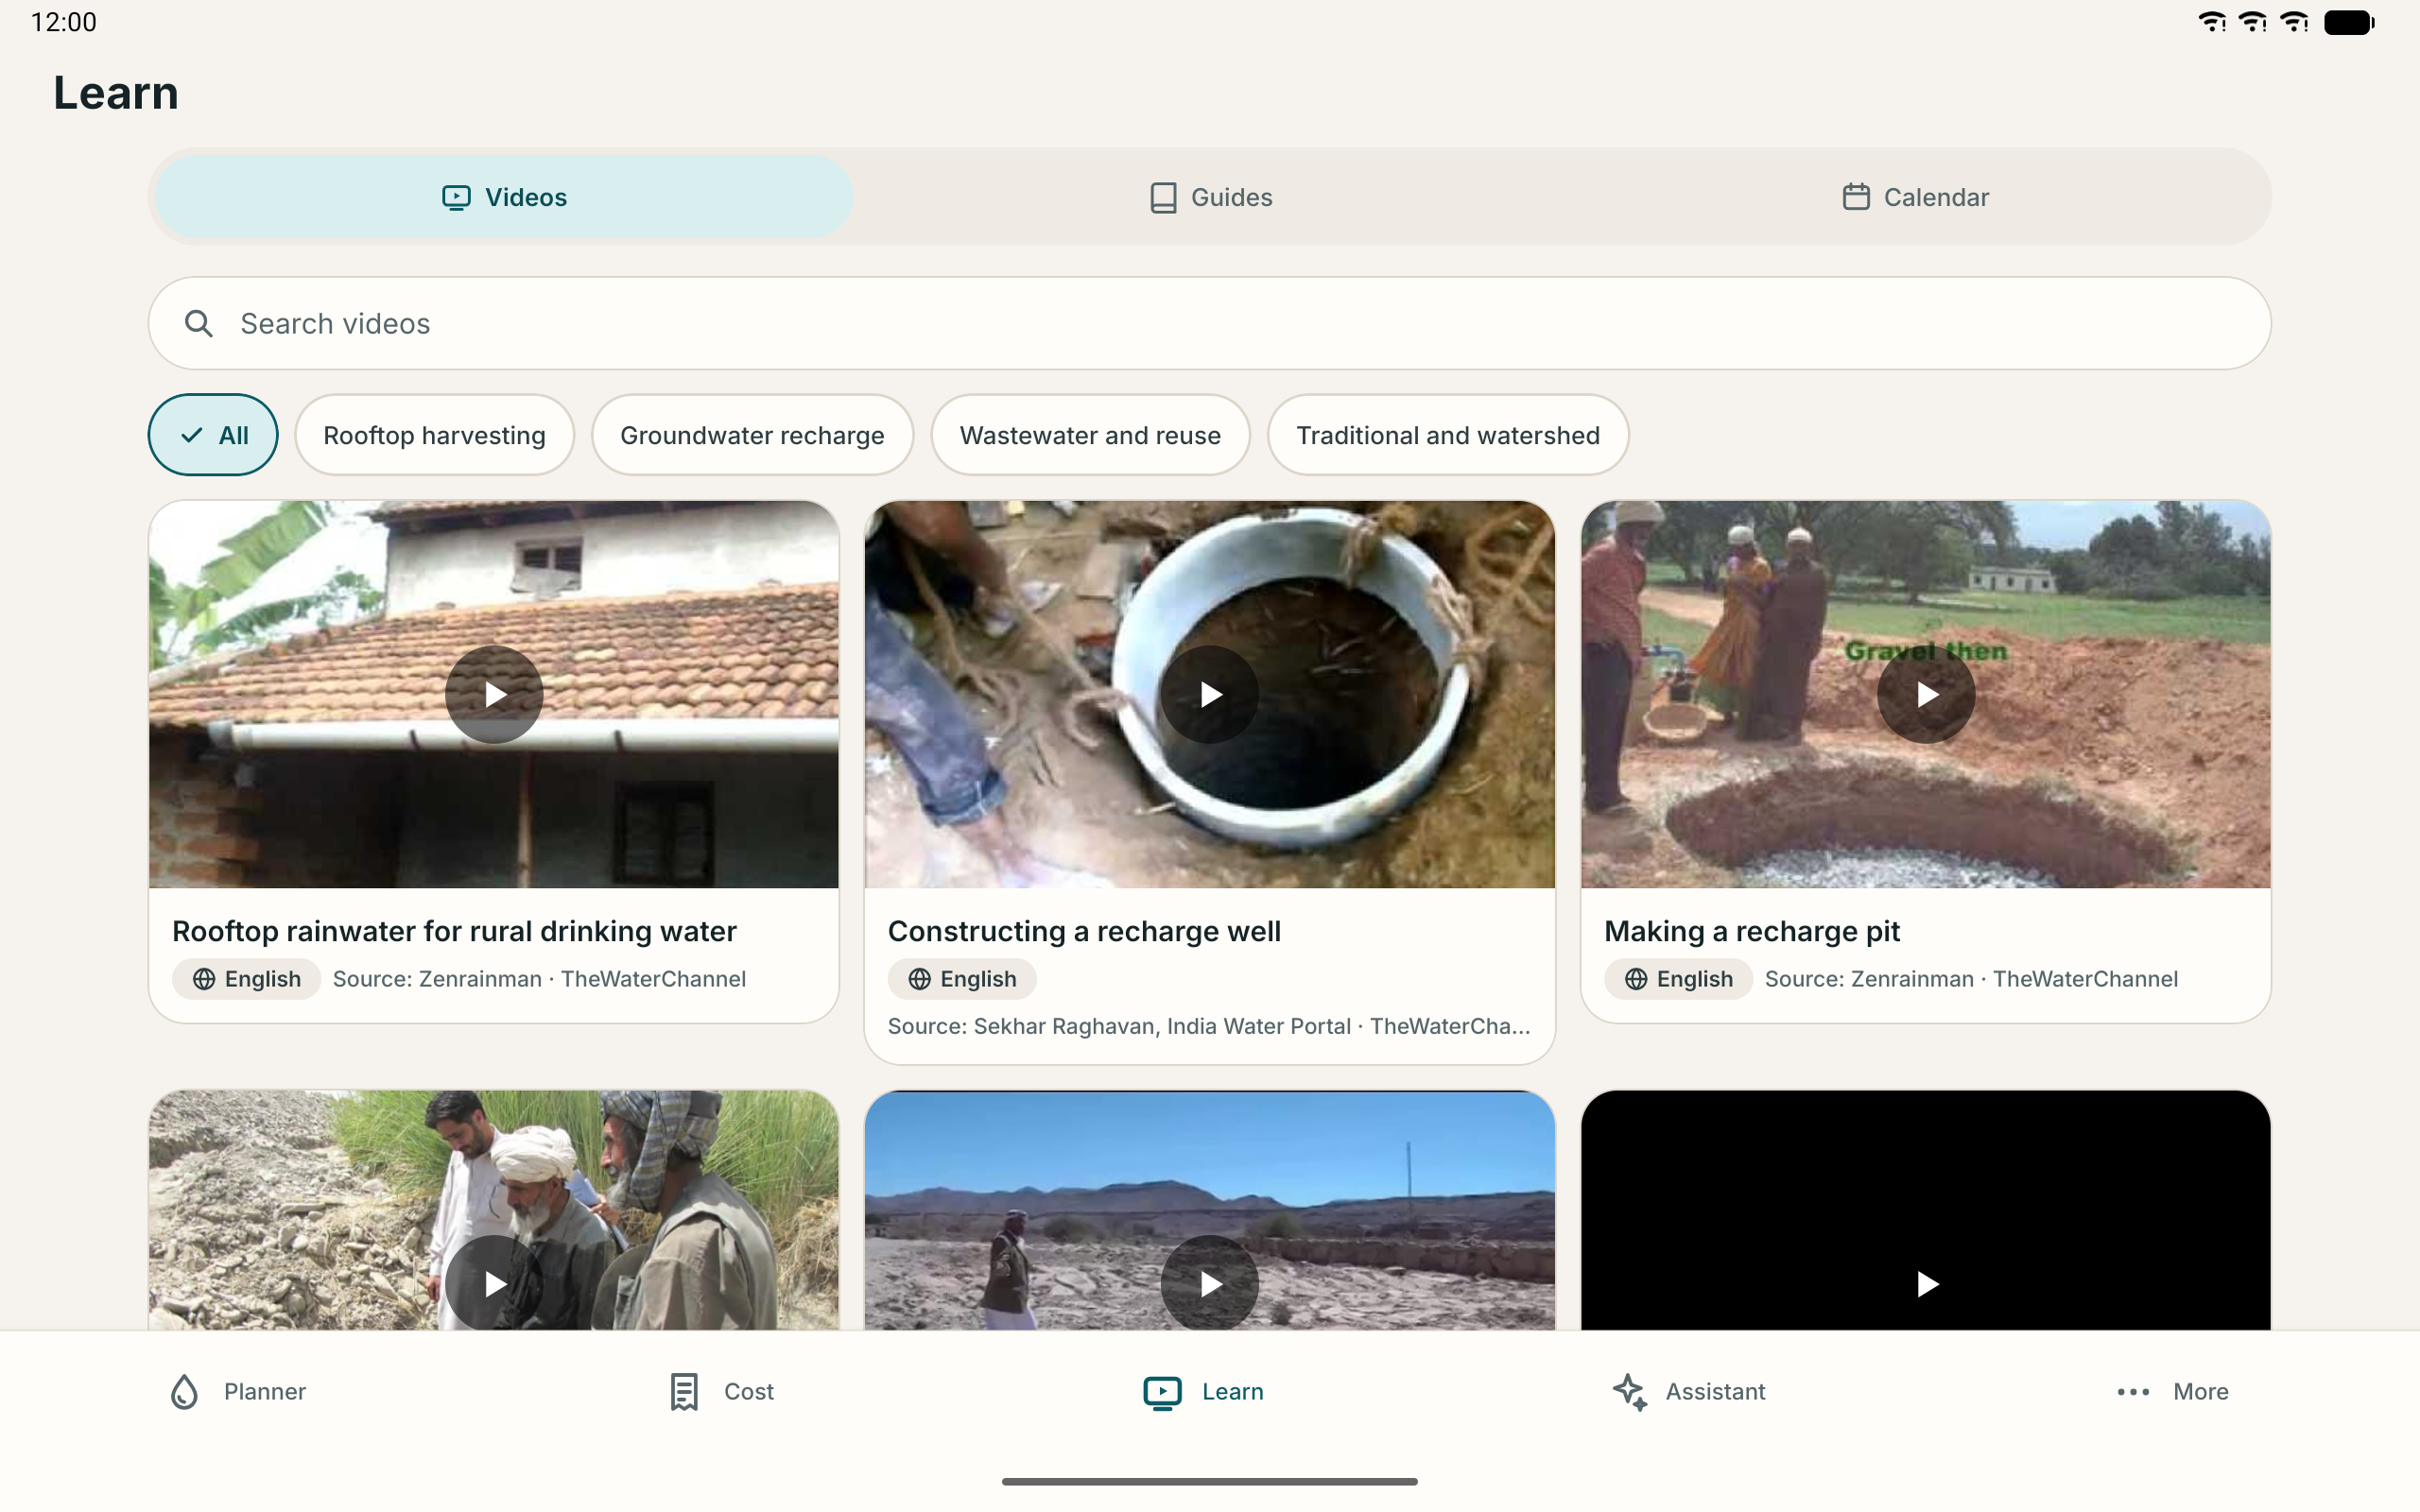 12:00
Learn
Videos
Guides
Calendar
Search videos
All
Rooftop harvesting
Groundwater recharge
Wastewater and reuse
Traditional and watershed
Gravel then
Rooftop rainwater for rural drinking water
English
Source: Zenrainman · TheWaterChannel
Constructing a recharge well
English
Source: Sekhar Raghavan, India Water Portal · TheWaterCha...
Making a recharge pit
English
Source: Zenrainman · TheWaterChannel
Planner
Cost
Learn
Assistant
More